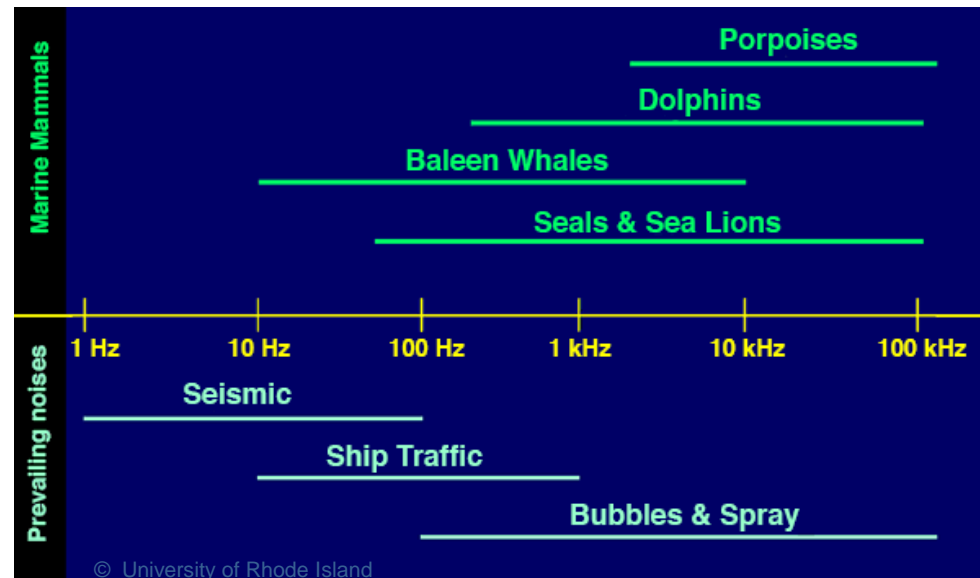 Marine Mammals
Porpoises
Dolphins
Baleen Whales
Seals & Sea Lions
1 Hz 10 Hz 100 Hz 1 kHz 10 kHz 100 kHz
Prevailing noises
Seismic
Ship Traffic
Bubbles & Spray
© University of Rhode Island